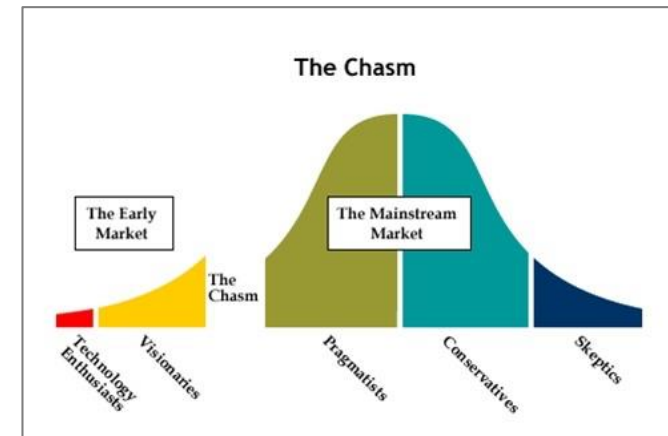 The Chasm
The Early
Market
The Mainstream
Market
The
Chasm
Technology
Enthusiasts
Visionaries
Pragmatists
Conservatives
Skeptics